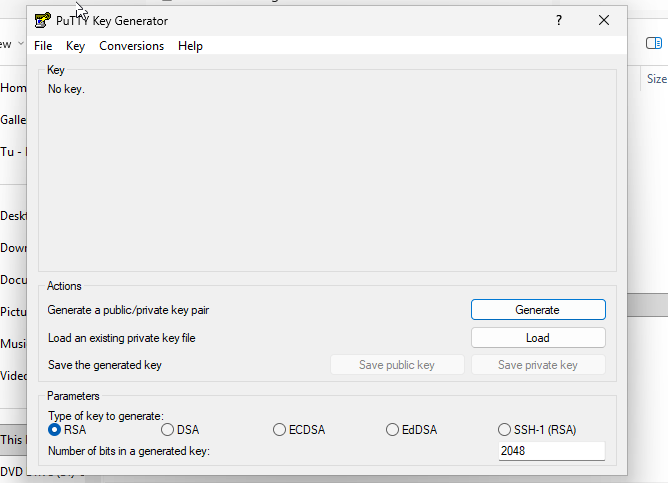 PuTTY Key Generator
?
File Key Conversions Help
Key
No key.
Actions
Generate a public/private key pair
Generate
Load an existing private key file
Load
Save the generated key
Save public key
Save private key
Parameters
Type of key to generate:
RSA
DSA
ECDSA
EdDSA
SSH-1 (RSA)
Number of bits in a generated key:
2048
ew
Hom
Galle
Tu -
Deskt
Down
Docu
Pictu
Musi
Video
This
DVD
Size